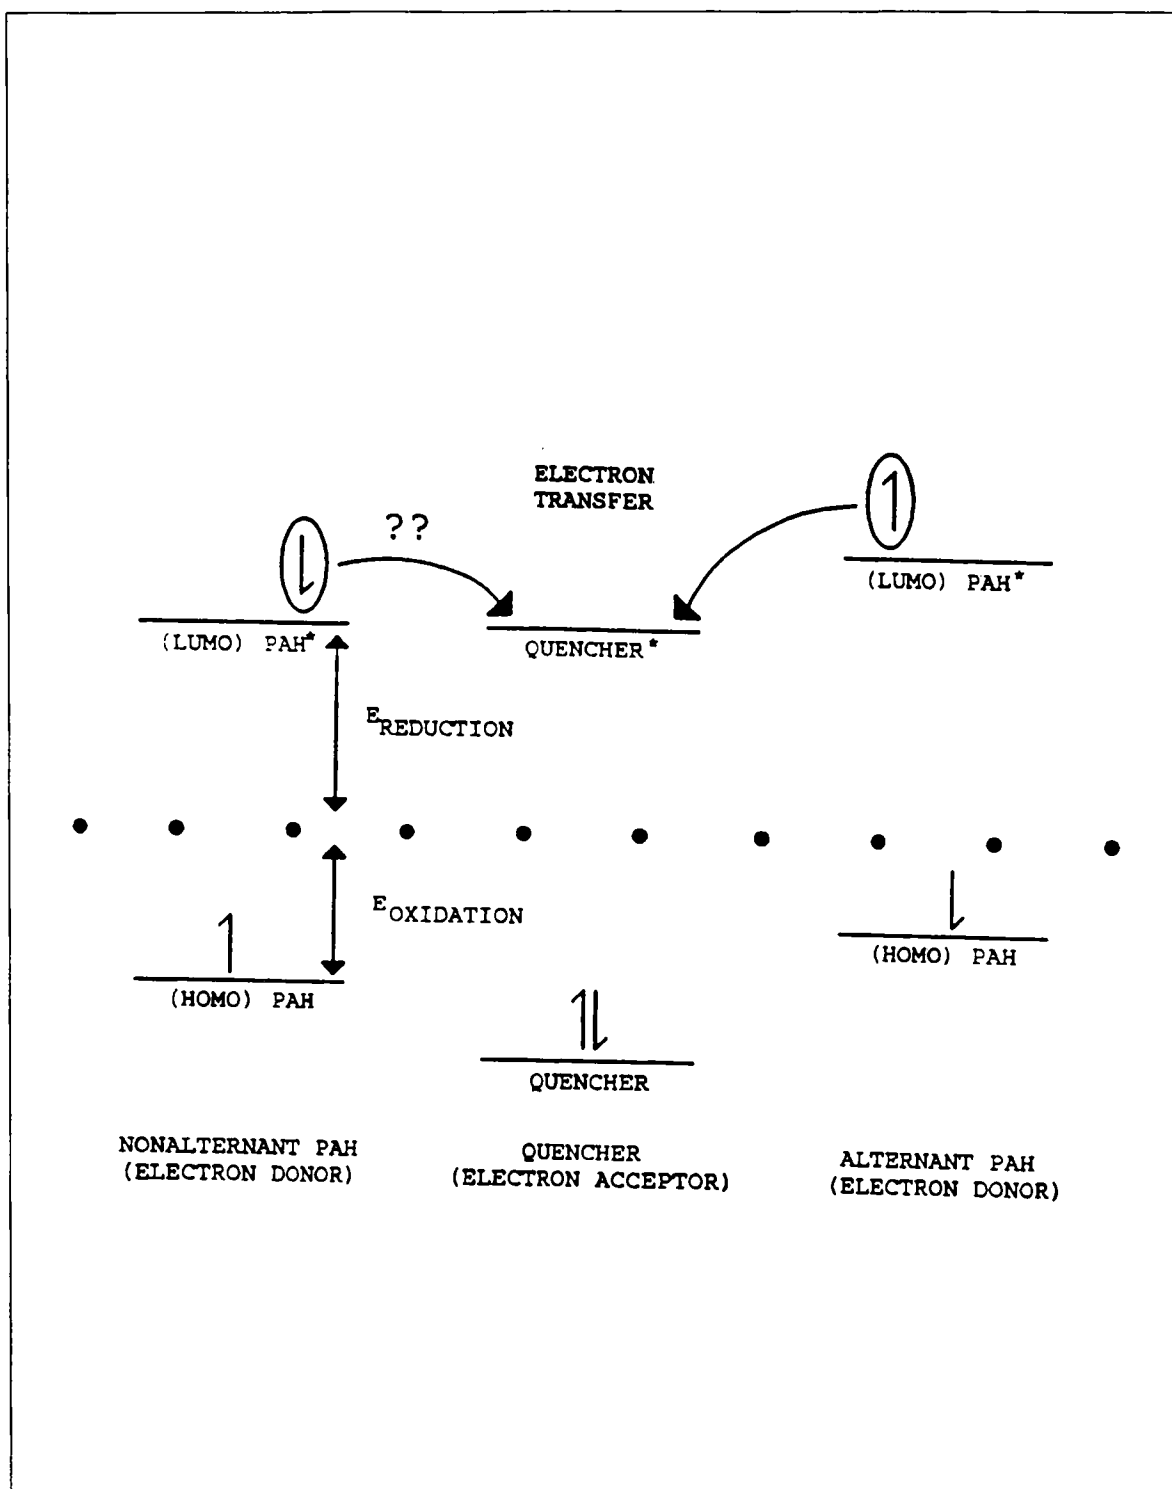 ELECTRON
TRANSFER
??
(LUMO) PAH*
(LUMO) PAH*
QUENCHER*
EREDUCTION
EOXIDATION
(HOMO) PAH
(HOMO) PAH
QUENCHER
NONALTERNANT PAH
(ELECTRON DONOR)
QUENCHER
(ELECTRON ACCEPTOR)
ALTERNANT PAH
(ELECTRON DONOR)